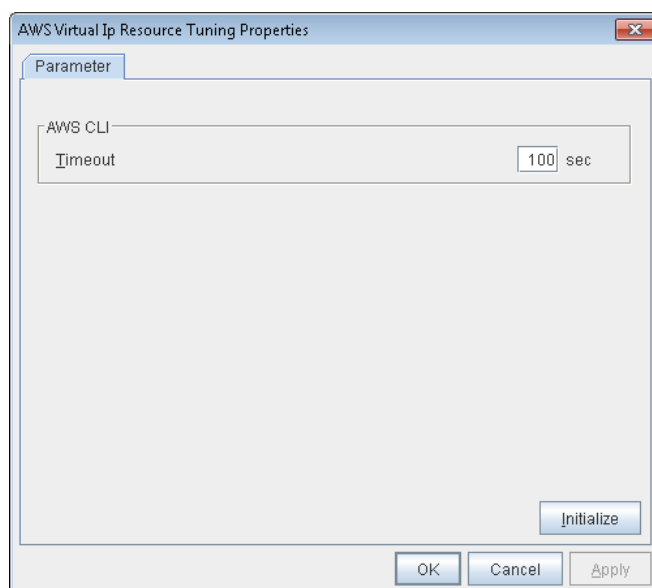 AWS Virtual Ip Resource Tuning Properties
Parameter
AWS CLI
Timeout 100 sec
Initialize
OK Cancel Apply